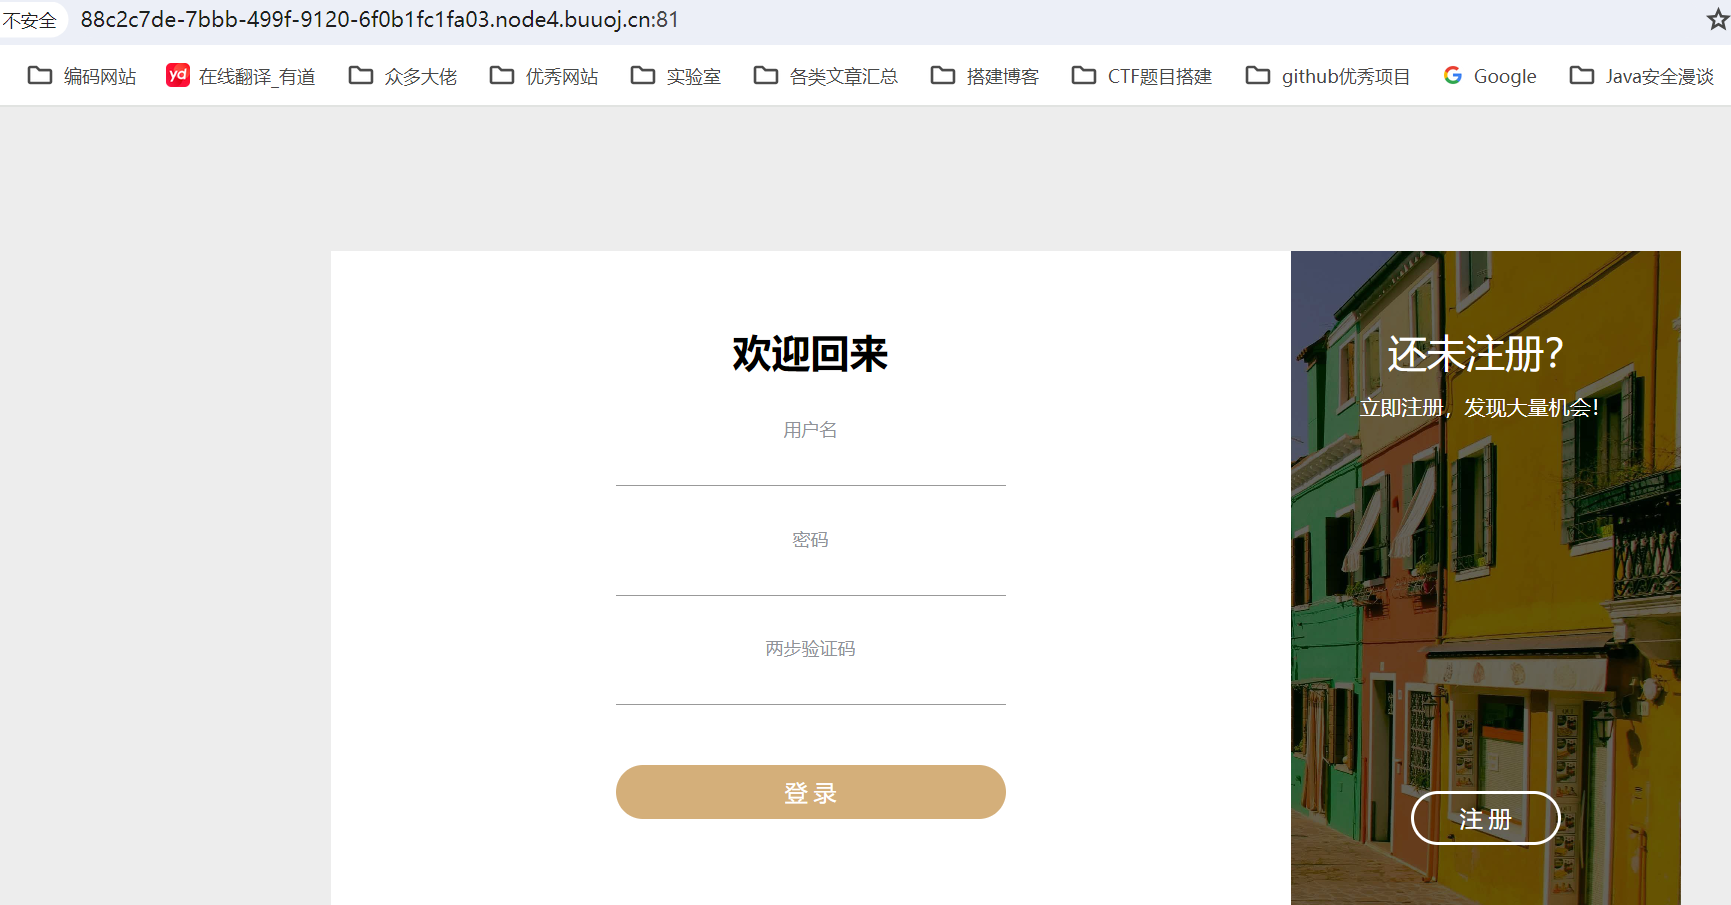 不安全 88c2c7de-7bbb-499f-9120-6f0b1fc1fa03.node4.buuoj.cn:81
编码网站 yd 在线翻译_有道 众多大佬 优秀网站 实验室 各类文章汇总 搭建博客 CTF题目搭建 github优秀项目 Google Java安全漫谈
欢迎回来
用户名
密码
两步验证码
登录
还未注册？
立即注册，发现大量机会！
注册